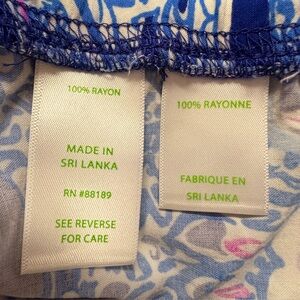 100% RAYON
MADE IN
SRI LANKA
RN #88189
SEE REVERSE
FOR CARE
100% RAYONNE
FABRIQUE EN
SRI LANKA